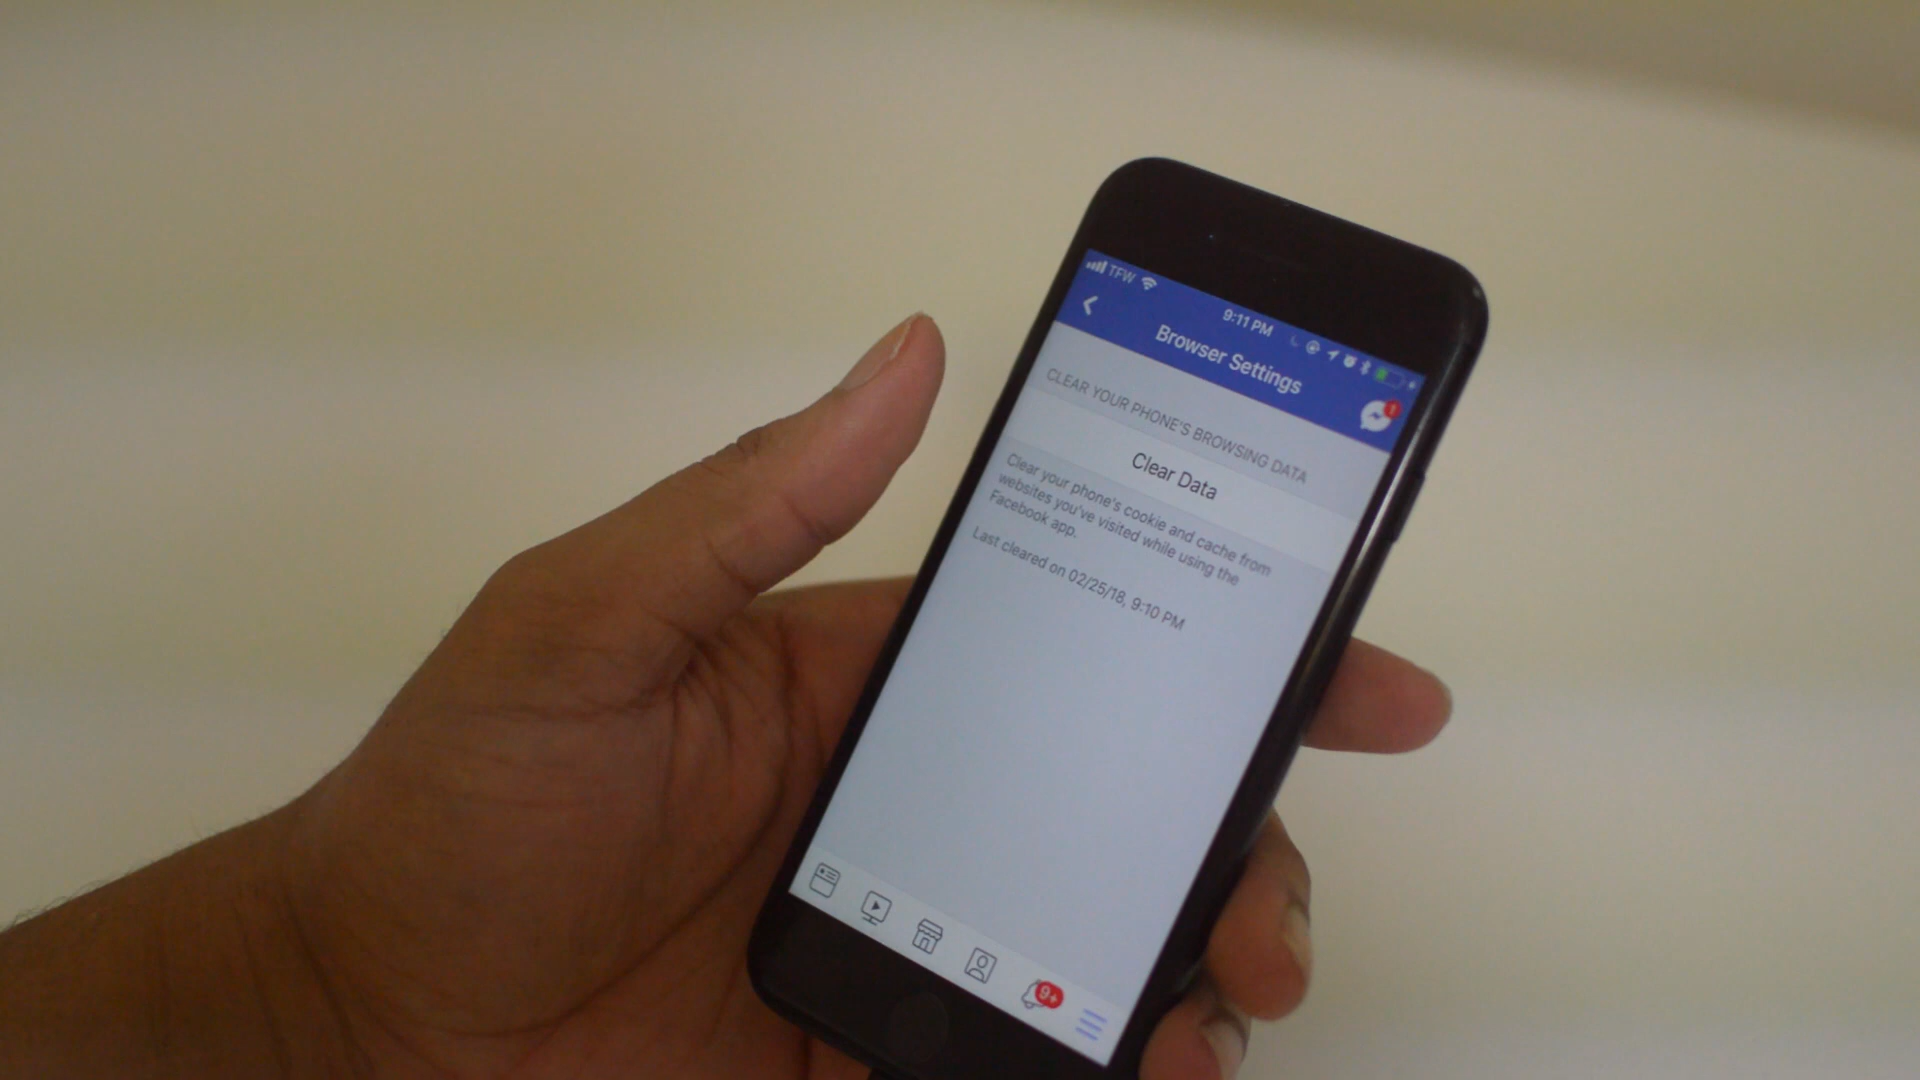 TFW
9:11 PM
Browser Settings
1
CLEAR YOUR PHONE'S BROWSING DATA
Clear Data
Clear your phone's cookie and cache from
websites you've visited while using the
Facebook app.
Last cleared on 02/25/18, 9:10 PM
9+